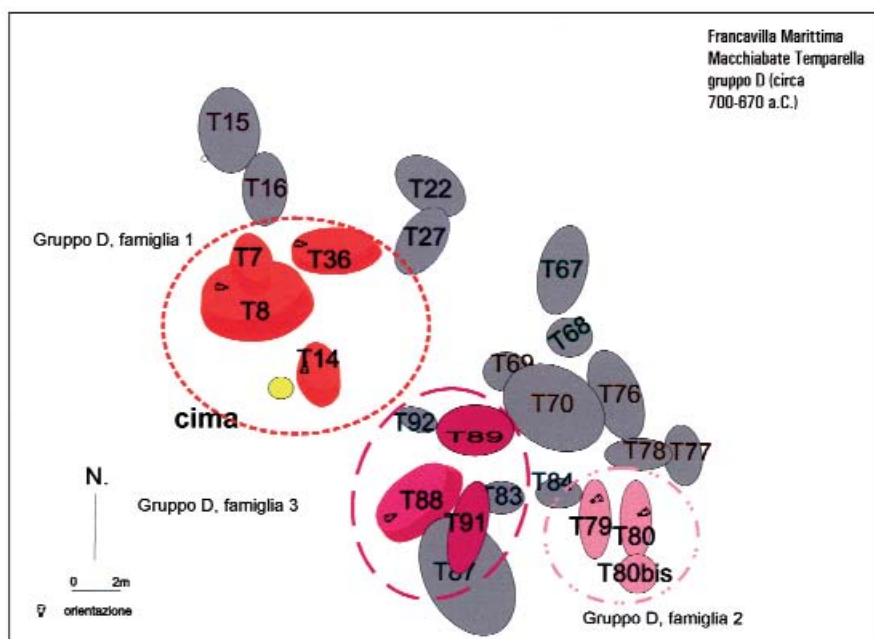 Francavilla Marittima
Macchiabate Temparella
gruppo D (circa
700-670 a.C.)
T15
T16
T22
T27
Gruppo D, famiglia 1
T7
T36
T8
T67
T68
T14
T69
T76
T70
cima
T92
T89
T78
T77
N.
T84
Gruppo D, famiglia 3
T88
T83
T91
T79
T80
T87
T80bis
0 2m
orientazione
Gruppo D, famiglia 2